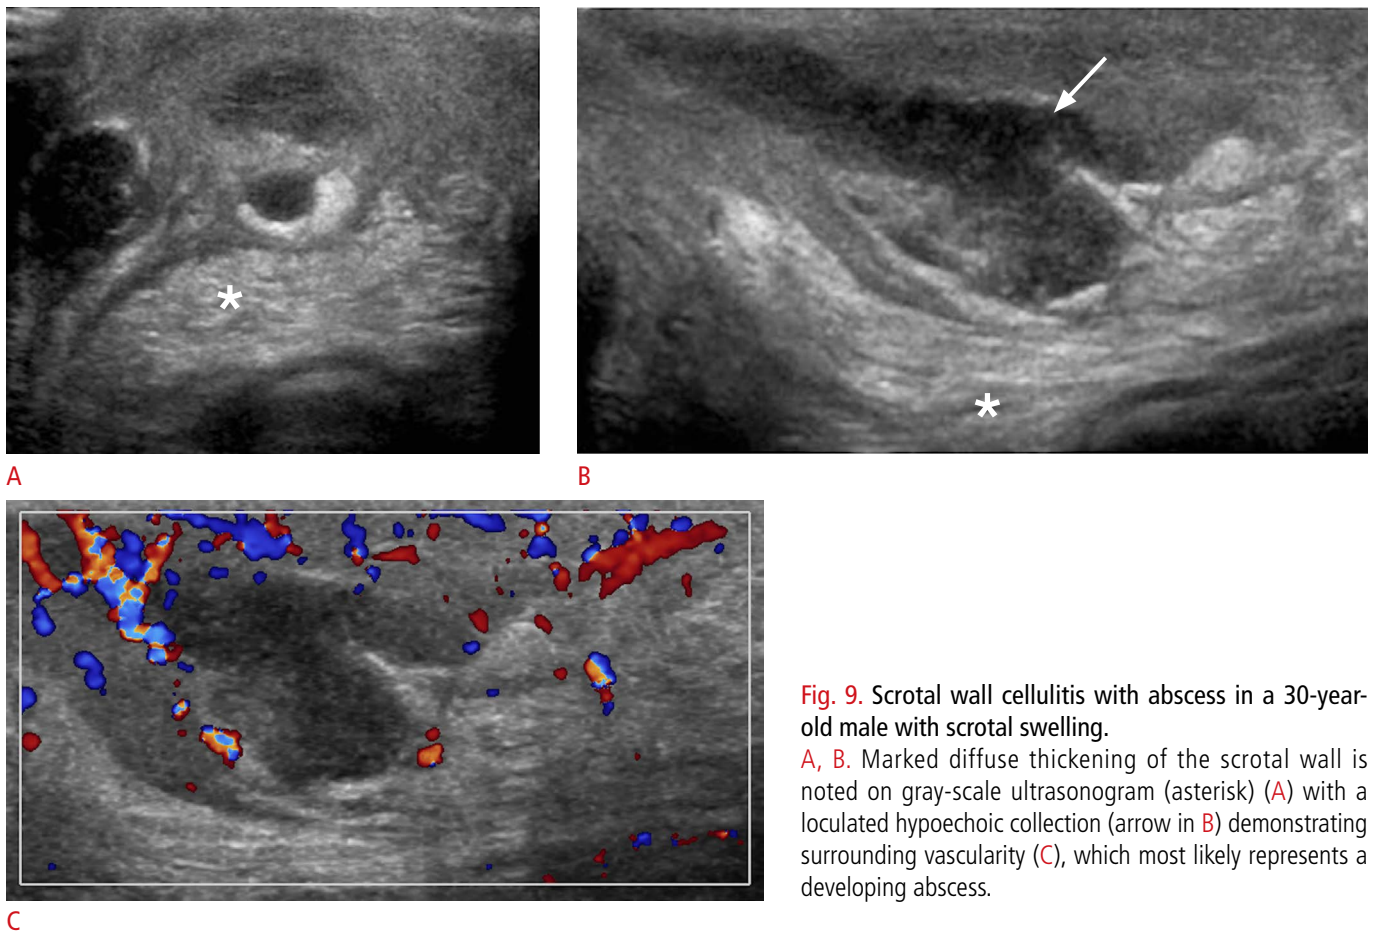 *
*
A
B
C
Fig. 9. Scrotal wall cellulitis with abscess in a 30-year-
old male with scrotal swelling.
A, B. Marked diffuse thickening of the scrotal wall is
noted on gray-scale ultrasonogram (asterisk) (A) with a
loculated hypoechoic collection (arrow in B) demonstrating
surrounding vascularity (C), which most likely represents a
developing abscess.